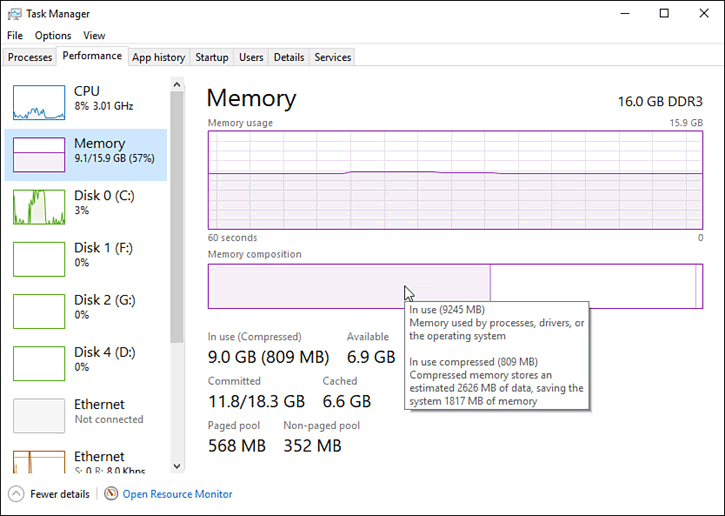 Task Manager
File Options View
Processes Performance App history Startup Users Details Services
CPU
8% 3.01 GHz
Memory
9.1/15.9 GB (57%)
Disk 0 (C:)
3%
Disk 1 (F:)
0%
Disk 2 (G:)
0%
Disk 4 (D:)
0%
Ethernet
Not connected
Ethernet
S: 0 R: 8.0 Kbps
Memory 16.0 GB DDR3
Memory usage 15.9 GB
60 seconds 0
Memory composition
In use (Compressed) Available
9.0 GB (809 MB) 6.9 GB
Committed Cached
11.8/18.3 GB 6.6 GB
Paged pool Non-paged pool
568 MB 352 MB
In use (9245 MB)
Memory used by processes, drivers, or
the operating system
In use compressed (809 MB)
Compressed memory stores an
estimated 2626 MB of data, saving the
system 1817 MB of memory
Fewer details Open Resource Monitor